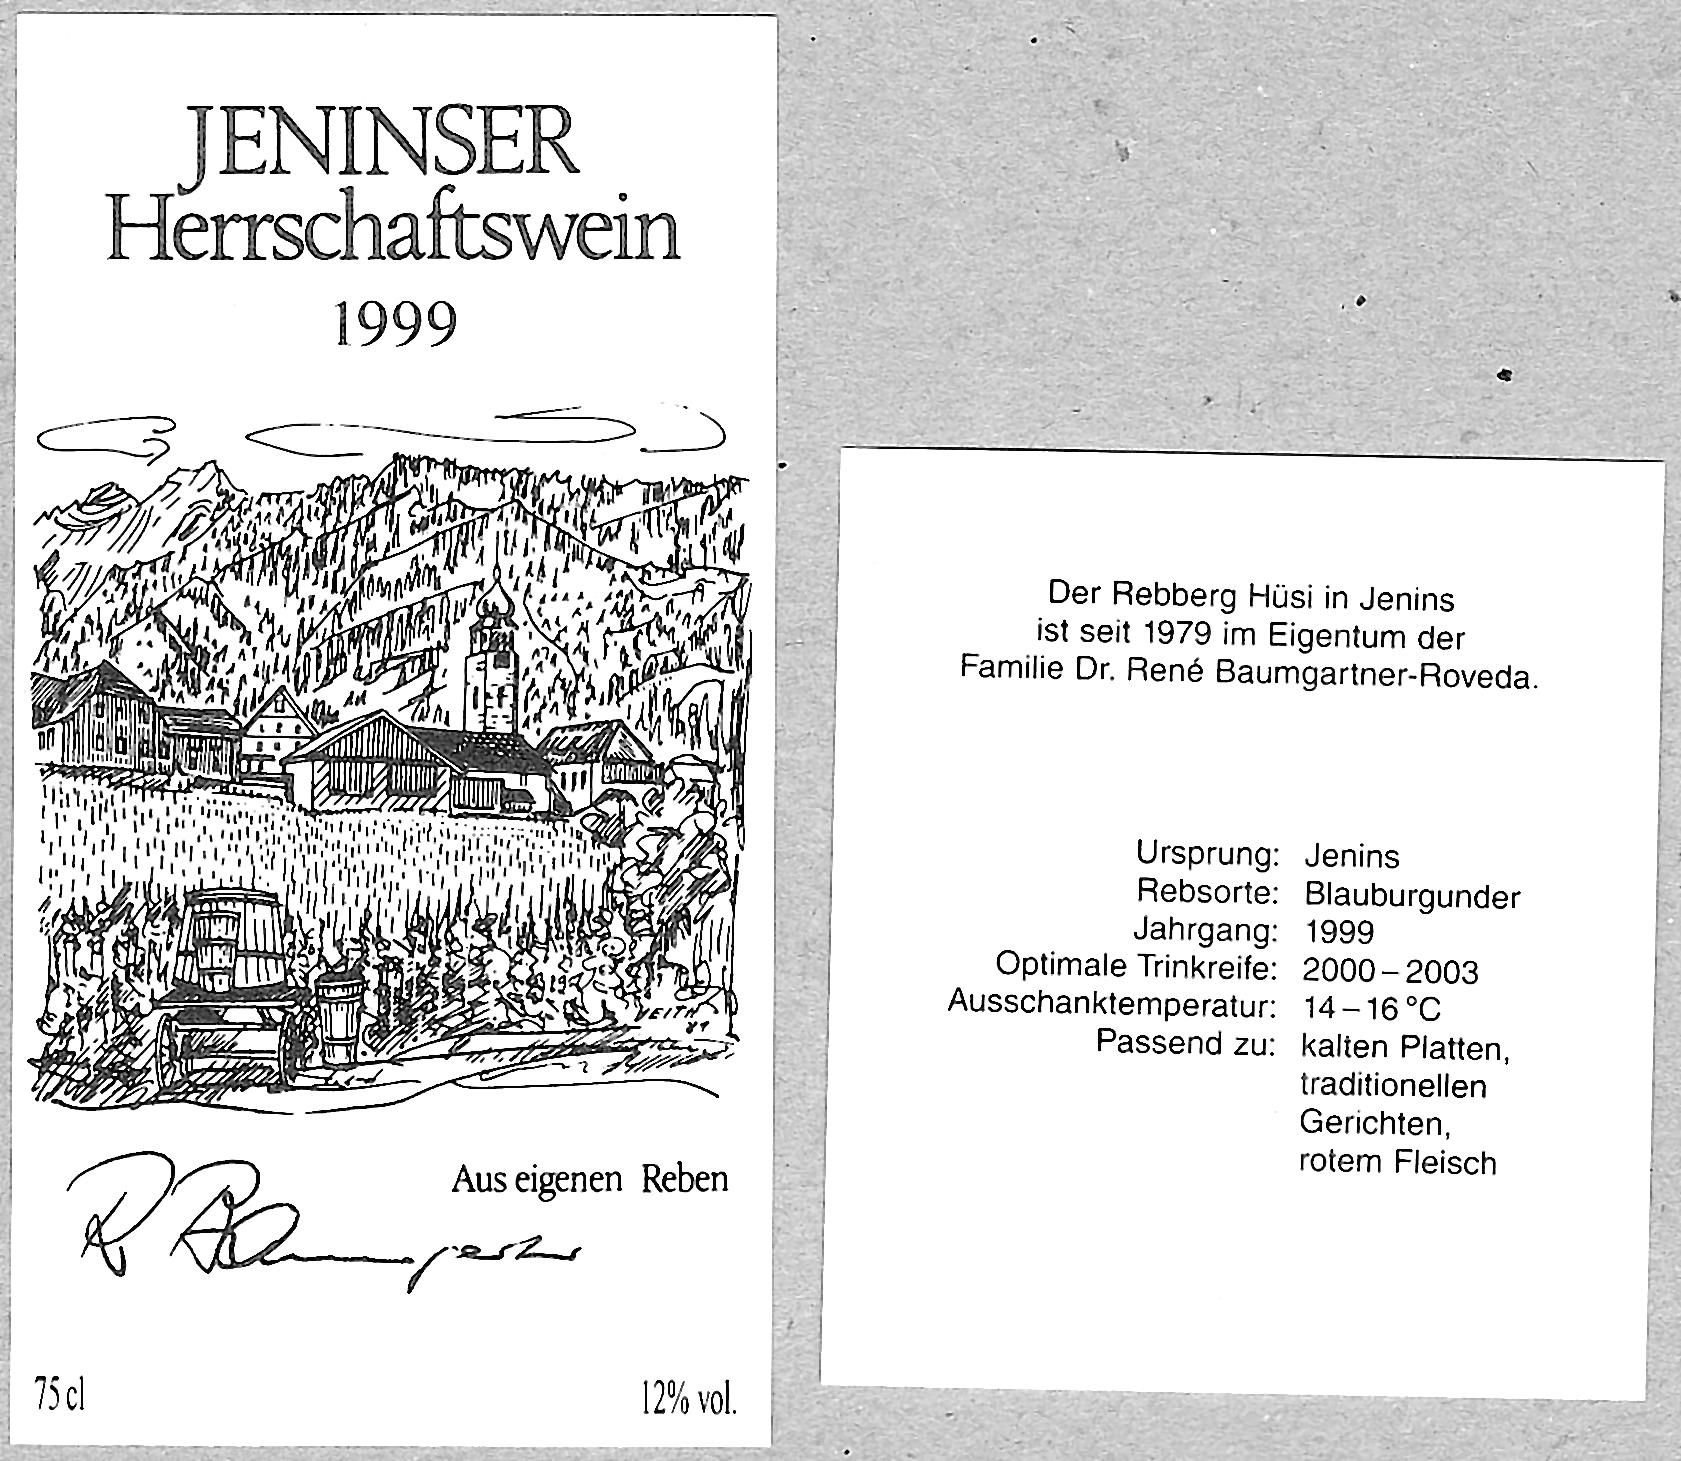 JENINSER
Herrschaftswein
1999
VEITH
Aus eigenen Reben
R Baumgartner
75 cl
12% vol.
Der Rebberg Hüsi in Jenins
ist seit 1979 im Eigentum der
Familie Dr. René Baumgartner-Roveda.
Ursprung: Jenins
Rebsorte: Blauburgunder
Jahrgang: 1999
Optimale Trinkreife: 2000 – 2003
Ausschanktemperatur: 14 – 16 °C
Passend zu: kalten Platten,
traditionellen
Gerichten,
rotem Fleisch